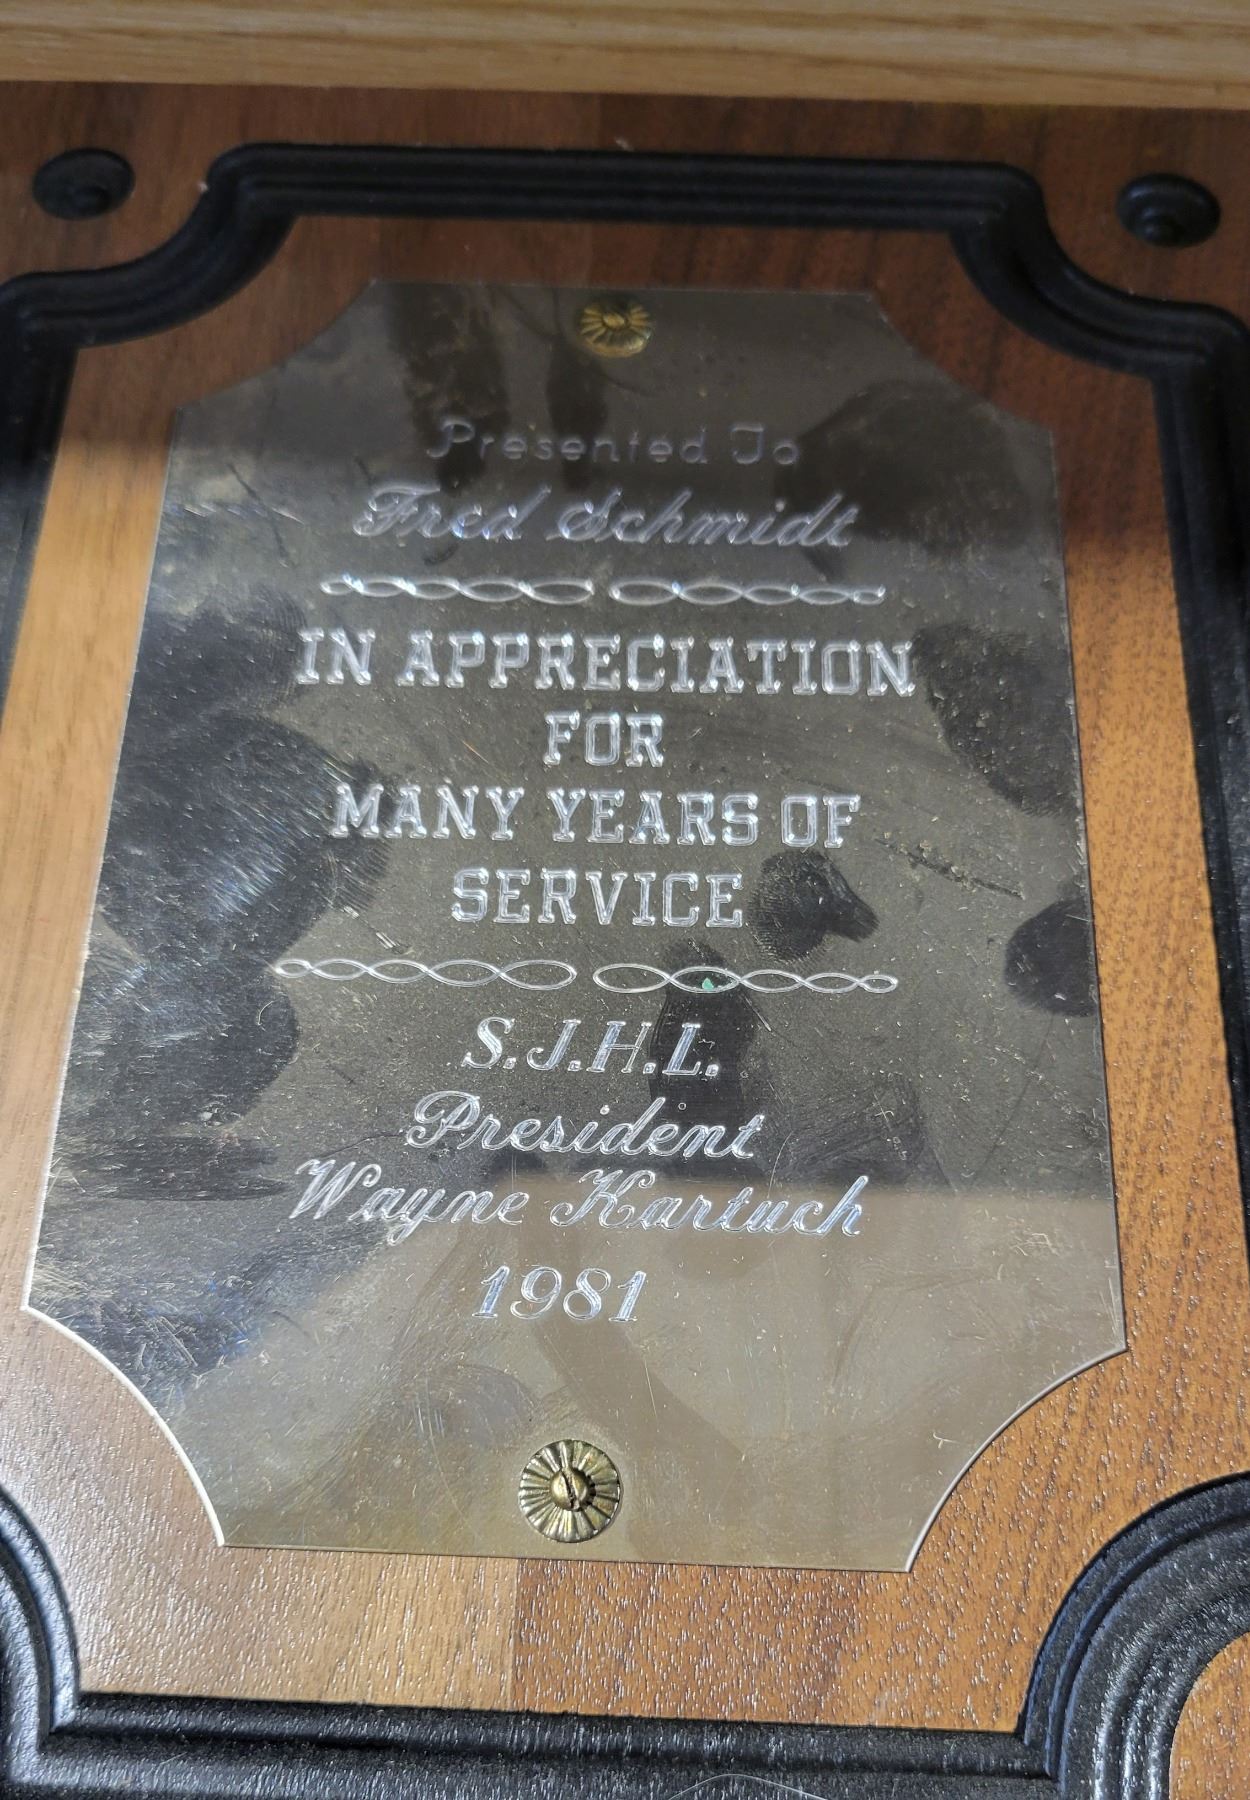 Presented To
Fred Schmidt
IN APPRECIATION
FOR
MANY YEARS OF
SERVICE
S.J.H.L.
President
Wayne Kartuch
1981